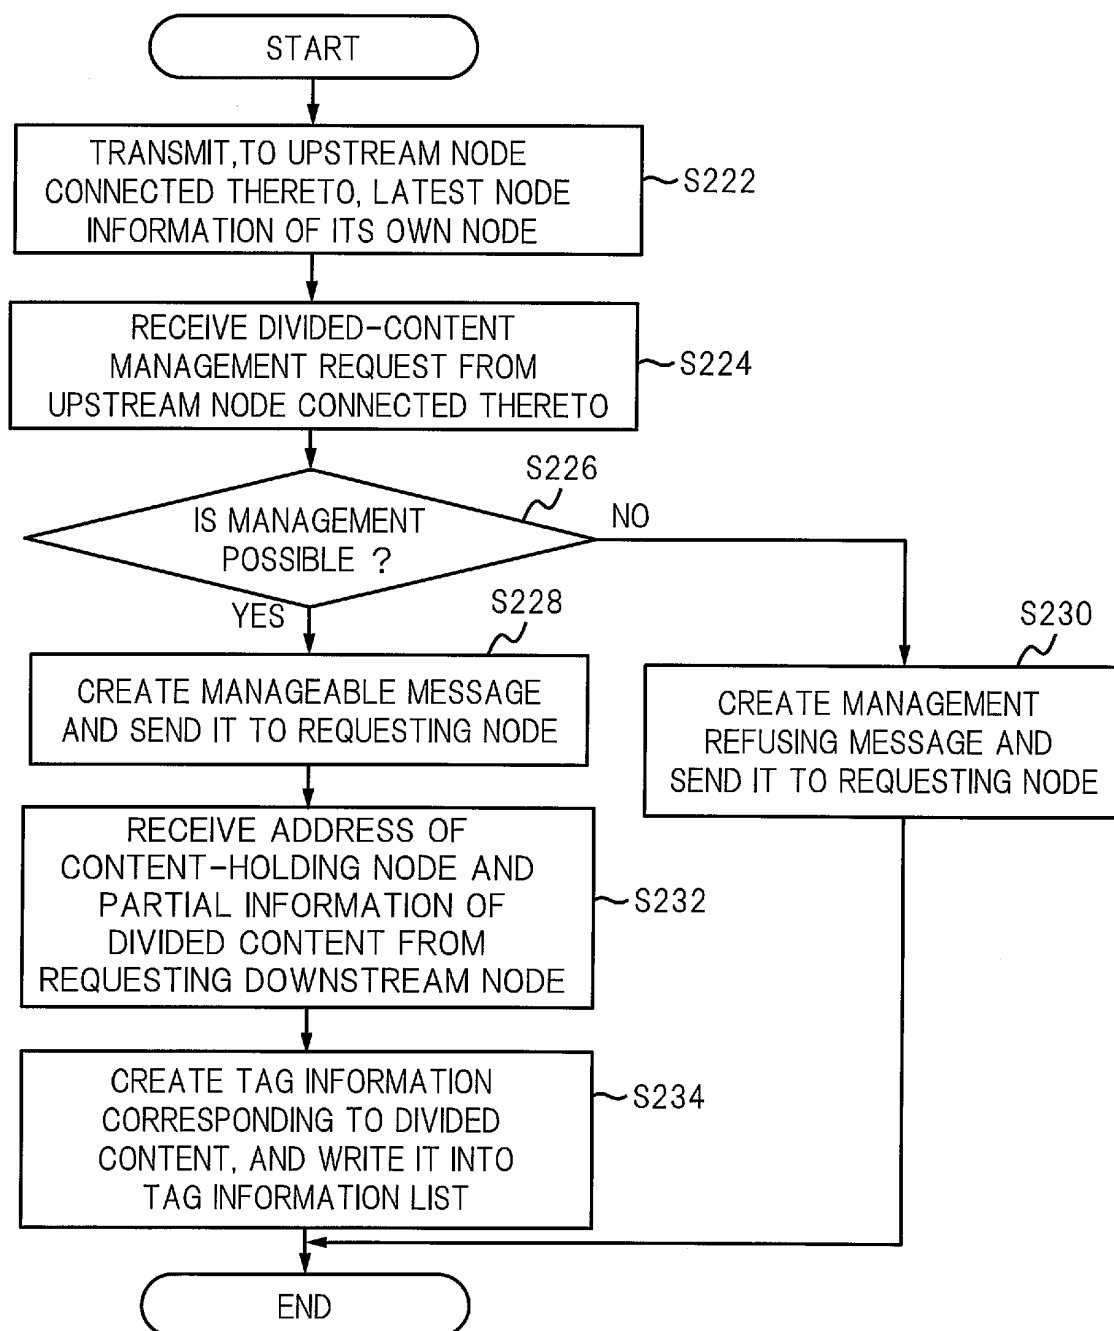 START
TRANSMIT,TO UPSTREAM NODE
CONNECTED THERETO, LATEST NODE
INFORMATION OF ITS OWN NODE
S222
RECEIVE DIVIDED-CONTENT
MANAGEMENT REQUEST FROM
UPSTREAM NODE CONNECTED THERETO
S224
S226
IS MANAGEMENT
POSSIBLE ?
NO
YES
S228
CREATE MANAGEABLE MESSAGE
AND SEND IT TO REQUESTING NODE
S230
CREATE MANAGEMENT
REFUSING MESSAGE AND
SEND IT TO REQUESTING NODE
RECEIVE ADDRESS OF
CONTENT-HOLDING NODE AND
PARTIAL INFORMATION OF
DIVIDED CONTENT FROM
REQUESTING DOWNSTREAM NODE
S232
CREATE TAG INFORMATION
CORRESPONDING TO DIVIDED
CONTENT, AND WRITE IT INTO
TAG INFORMATION LIST
S234
END